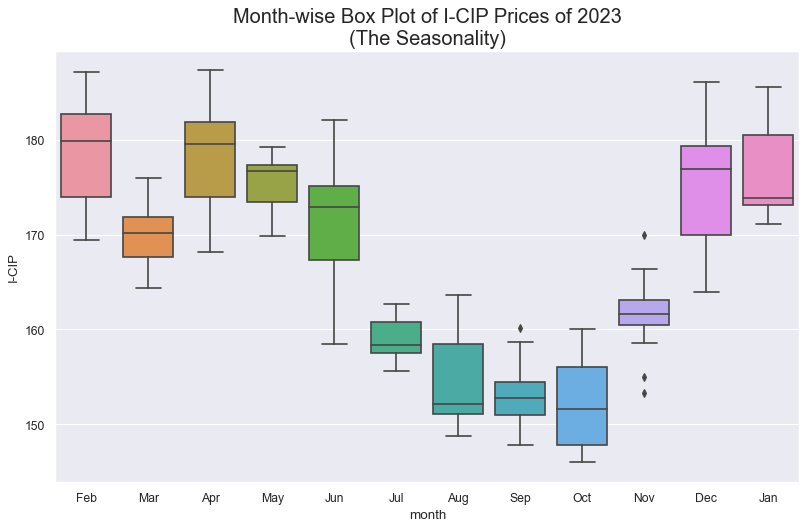 Month-wise Box Plot of I-CIP Prices of 2023
(The Seasonality)
180
170
160
150
I-CIP
Feb Mar Apr May Jun Jul Aug Sep Oct Nov Dec Jan
month